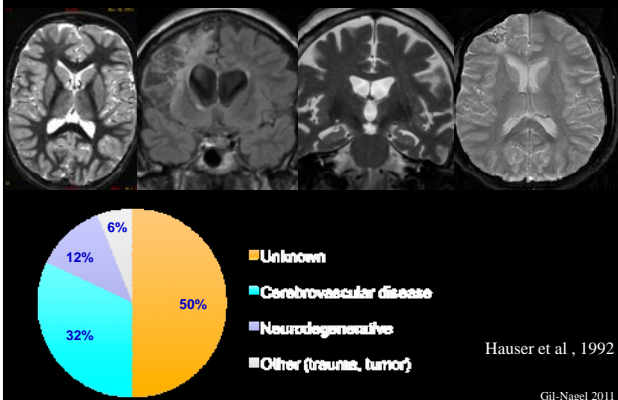 6%
12%
50%
32%
Unknown
Cerebrovascular disease
Neurodegenerative
Other (trauma, tumor)
Hauser et al , 1992
Gil-Nagel 2011